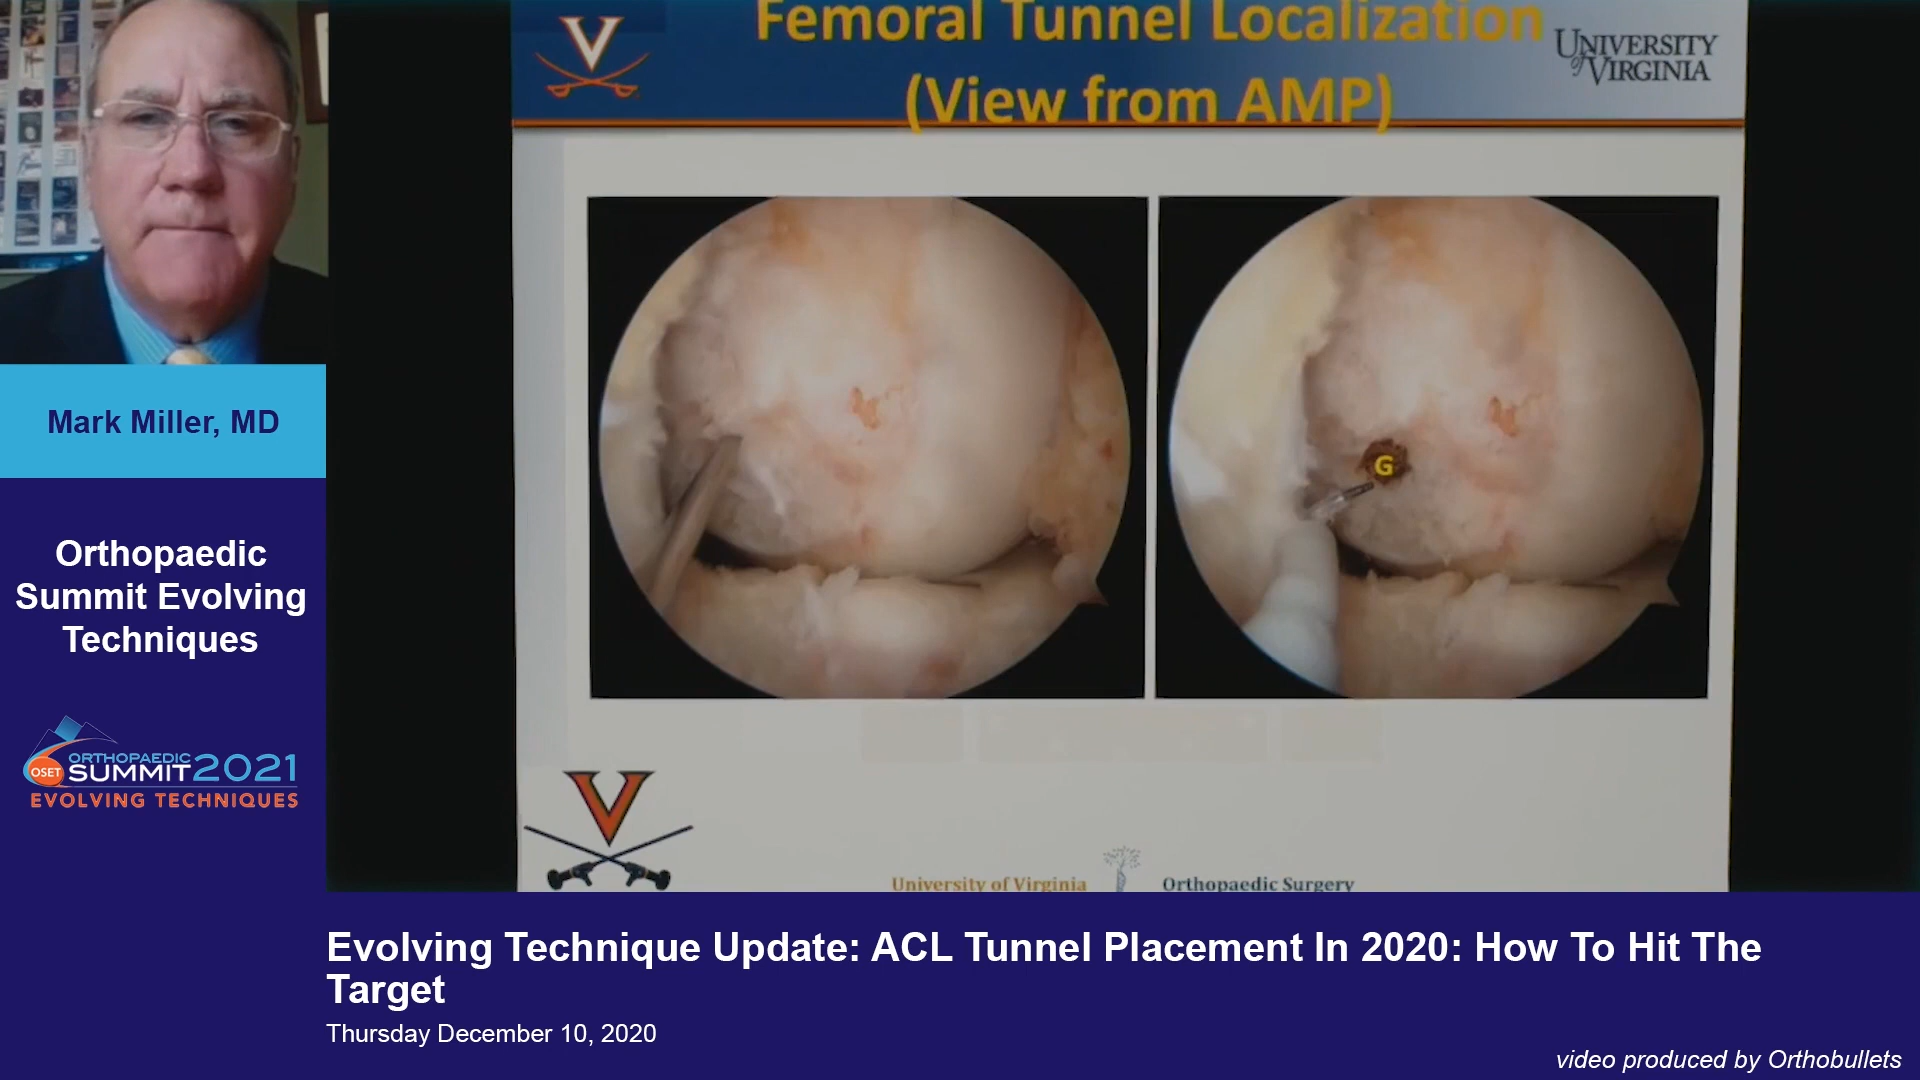 Femoral Tunnel Localization
(View from AMP)
UNIVERSITY
of VIRGINIA
Mark Miller, MD
G
Orthopaedic
Summit Evolving
Techniques
ORTHOPAEDIC
OSET SUMMIT 2021
EVOLVING TECHNIQUES
University of Virginia Orthopaedic Surgery
Evolving Technique Update: ACL Tunnel Placement In 2020: How To Hit The
Target
Thursday December 10, 2020
video produced by Orthobullets